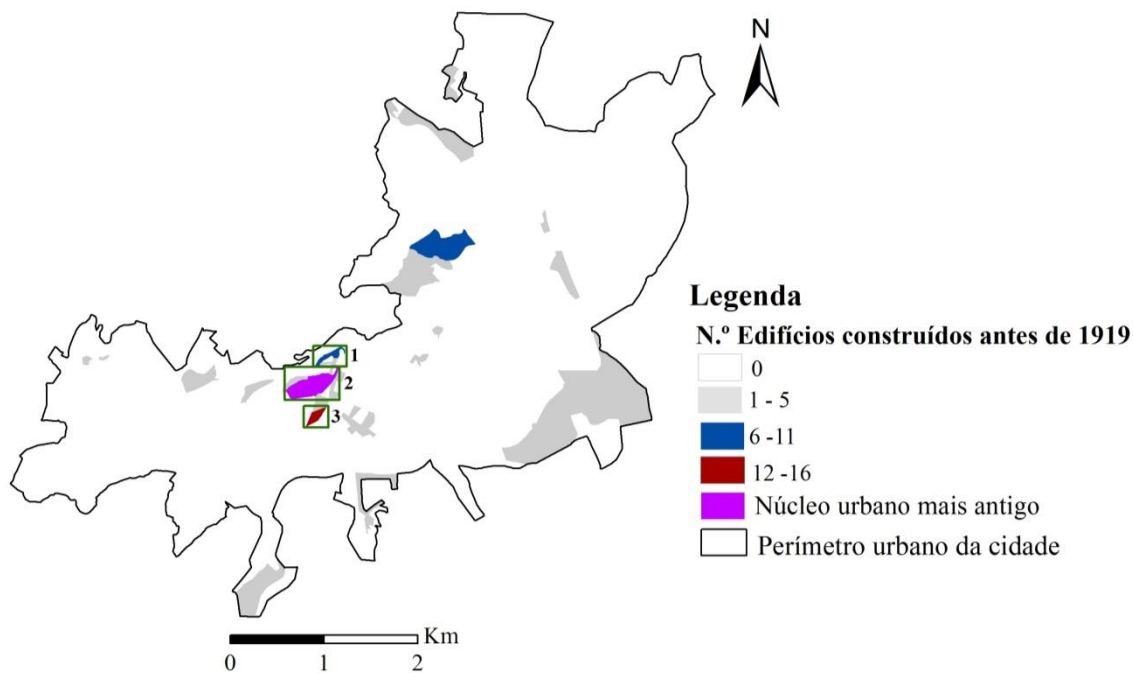 N
1
2
3
Legenda
N.º Edifícios construídos antes de 1919
0
1 - 5
6 -11
12 -16
Núcleo urbano mais antigo
Perímetro urbano da cidade
Km
0 1 2